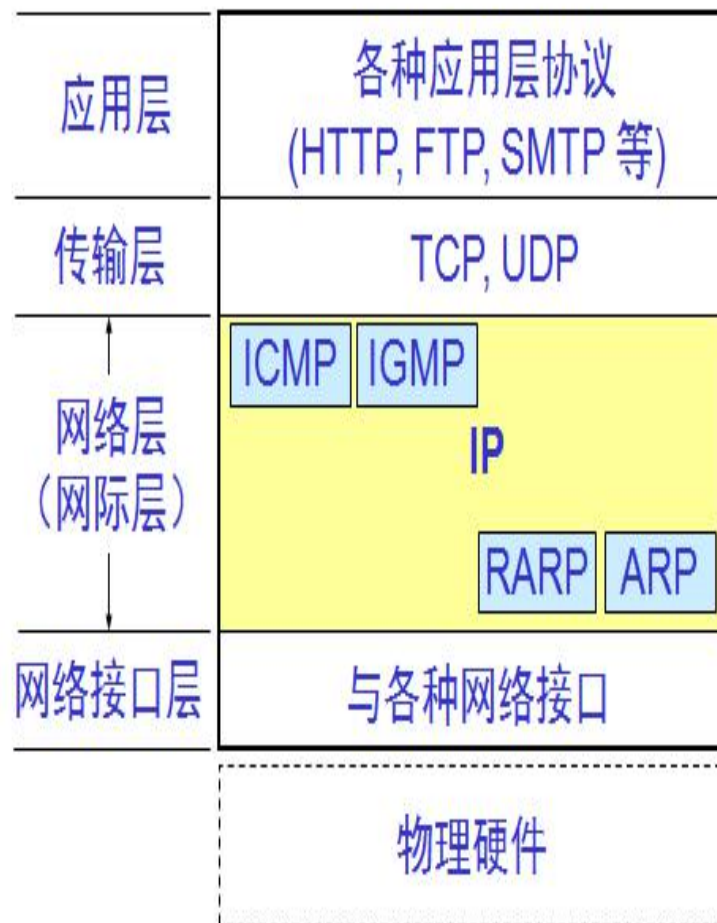 应用层
各种应用层协议
(HTTP, FTP, SMTP 等)
传输层
TCP, UDP
网络层
（网际层）
ICMP
IGMP
IP
RARP
ARP
网络接口层
与各种网络接口
物理硬件